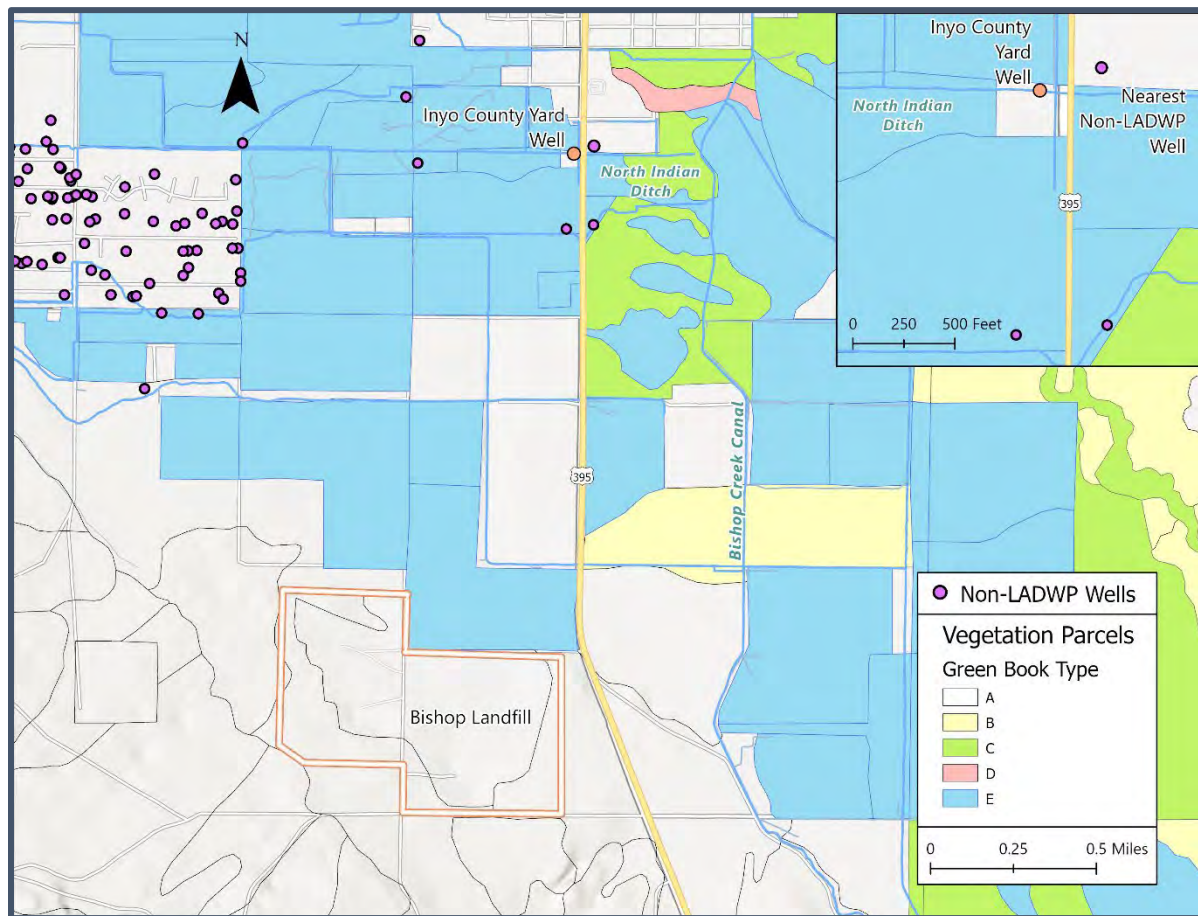 N
Inyo County Yard
Well
North Indian
Ditch
395
Bishop Creek Canal
Bishop Landfill
Inyo County
Yard
Well
North Indian
Ditch
Nearest
Non-LADWP
Well
395
0 250 500 Feet
Non-LADWP Wells
Vegetation Parcels
Green Book Type
A
B
C
D
E
0 0.25 0.5 Miles